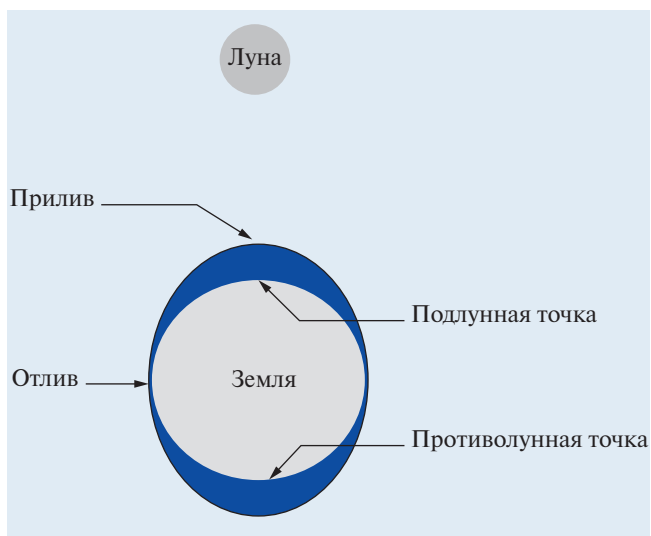 Луна
Прилив
Подлунная точка
Отлив
Земля
Противолунная точка